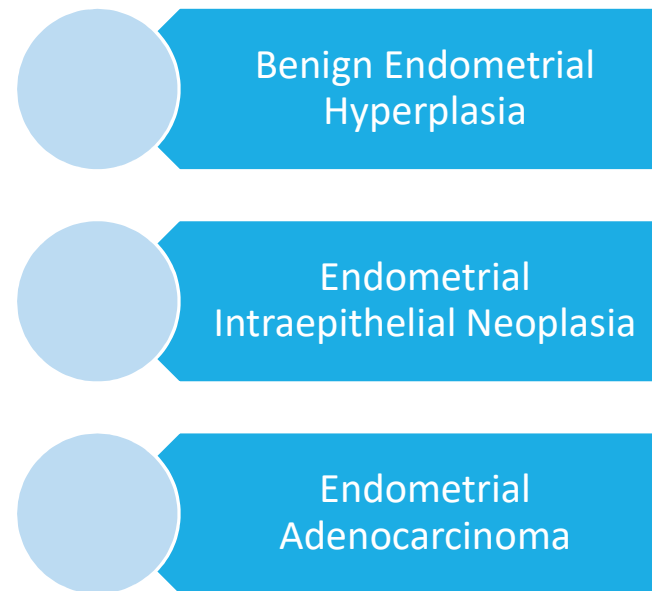 Benign Endometrial
Hyperplasia
Endometrial
Intraepithelial Neoplasia
Endometrial
Adenocarcinoma